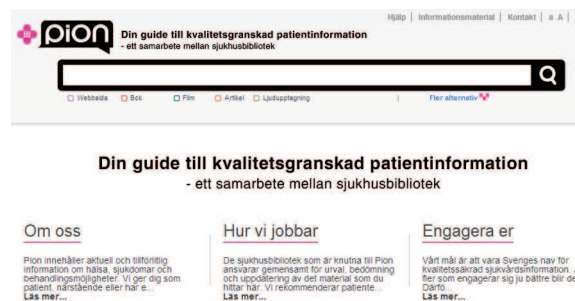 Hjälp | Informationsmaterial | Kontakt | a A |
pion
Din guide till kvalitetsgranskad patientinformation
- ett samarbete mellan sjukhusbibliotek
Webbsida Bok Film Artikel Ljudupptagning | Fler alternativ
Din guide till kvalitetsgranskad patientinformation
- ett samarbete mellan sjukhusbibliotek
Om oss
Pion innehåller aktuell och tillförlitlig
information om hälsa, sjukdomar och
behandlingsmöjligheter. Vi ger dig som
patient, närstående eller har e...
Läs mer...
Hur vi jobbar
De sjukhusbibliotek som är knutna till Pion
ansvarar gemensamt för urval, bedömning
och uppdatering av det material som du
hittar här. Vi rekommenderar patiente...
Läs mer...
Engagera er
Vårt mål är att vara Sveriges nav för
kvalitetssäkrad sjukvårdsinformation. 
fler som engagerar sig ju bättre blir de
Därfö...
Läs mer...